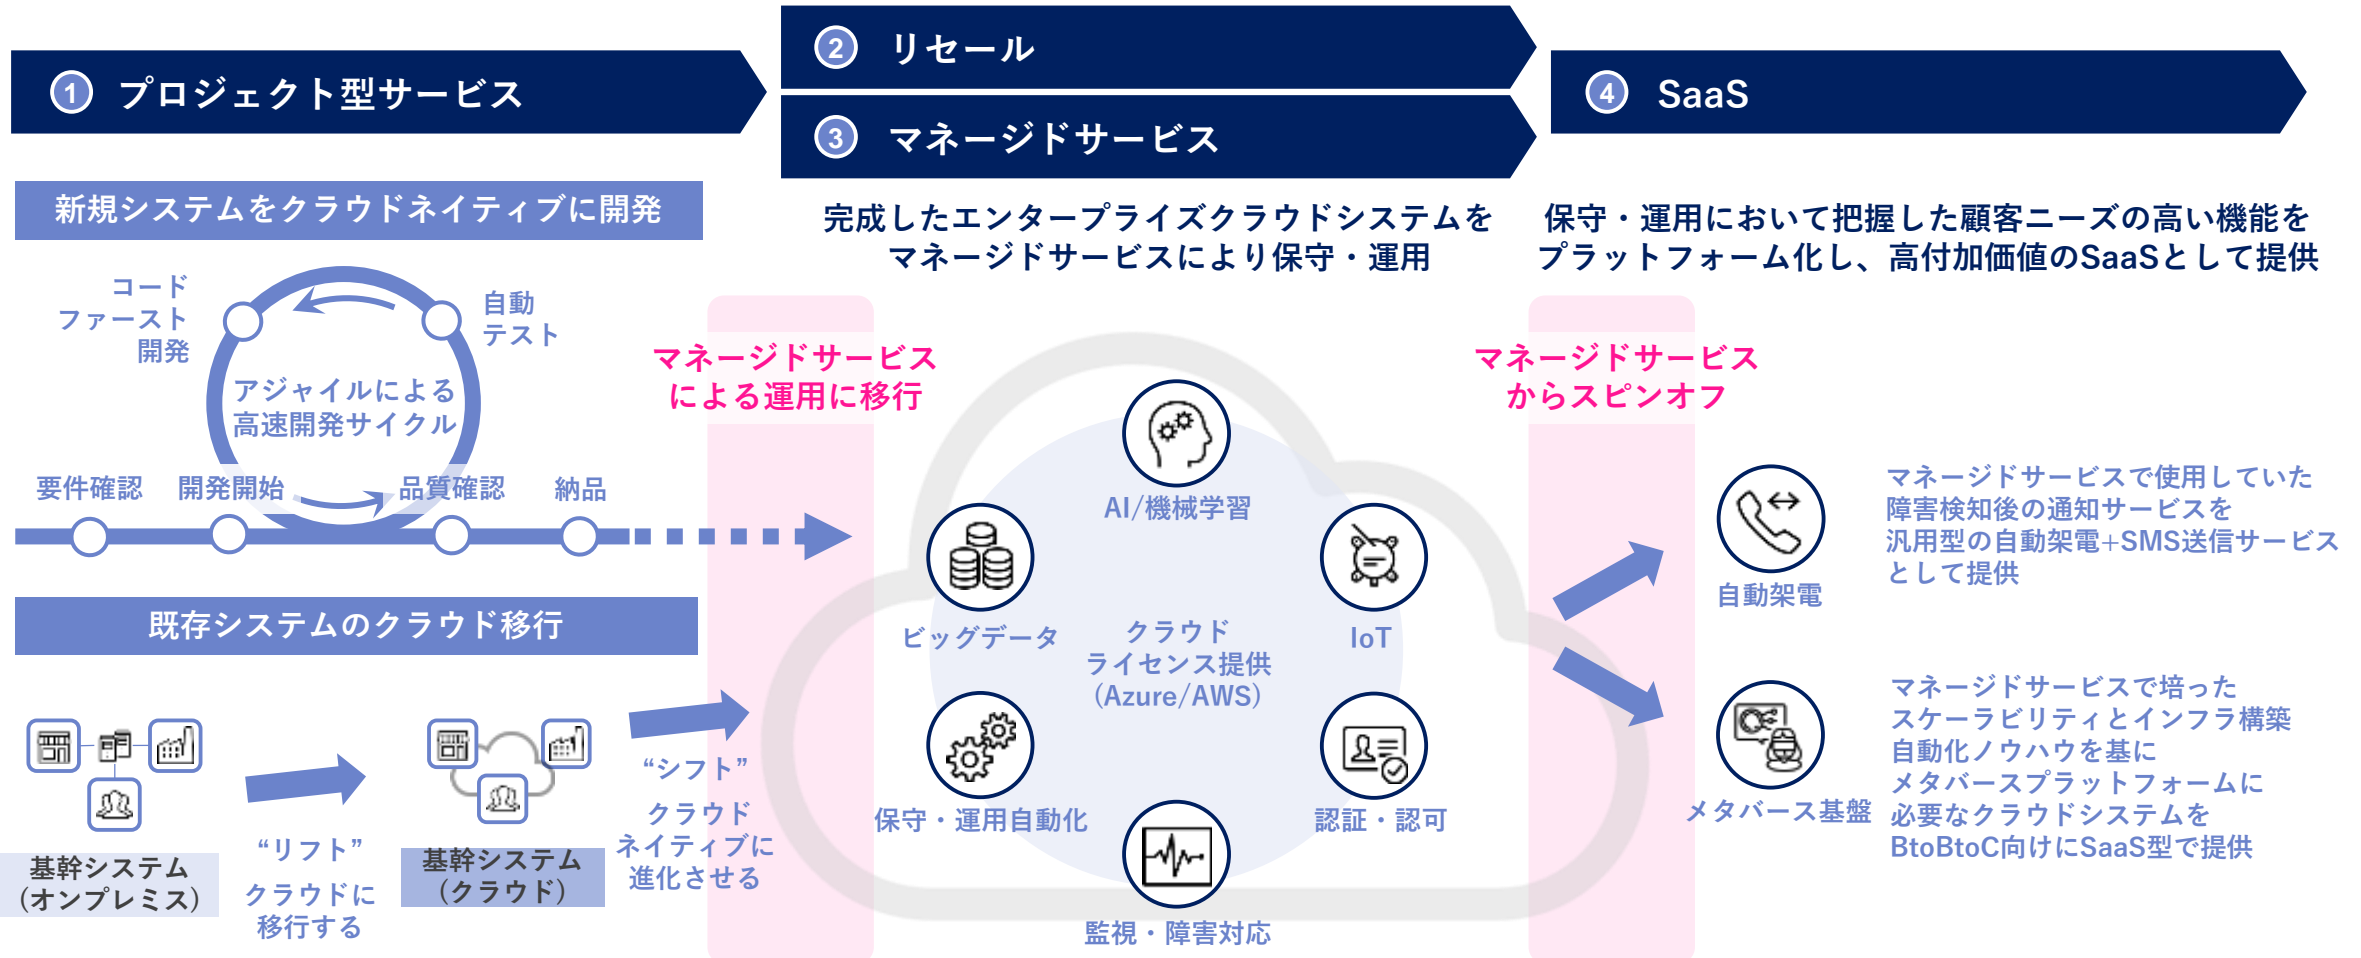 1 プロジェクト型サービス
2 リセール
3 マネージドサービス
4 SaaS
新規システムをクラウドネイティブに開発
コード
ファースト
開発
自動
テスト
アジャイルによる
高速開発サイクル
要件確認
開発開始
品質確認
納品
既存システムのクラウド移行
基幹システム
（オンプレミス）
“リフト”
クラウドに
移行する
基幹システム
（クラウド）
“シフト”
クラウド
ネイティブに
進化させる
マネージドサービス
による運用に移行
完成したエンタープライズクラウドシステムを
マネージドサービスにより保守・運用
AI/機械学習
ビッグデータ
IoT
クラウド
ライセンス提供
（Azure/AWS）
保守・運用自動化
認証・認可
監視・障害対応
マネージドサービス
からスピンオフ
保守・運用において把握した顧客ニーズの高い機能を
プラットフォーム化し、高付加価値のSaaSとして提供
自動架電
マネージドサービスで使用していた
障害検知後の通知サービスを
汎用型の自動架電+SMS送信サービス
として提供
メタバース基盤
マネージドサービスで培った
スケーラビリティとインフラ構築
自動化ノウハウを基に
メタバースプラットフォームに
必要なクラウドシステムを
BtoBtoC向けにSaaS型で提供